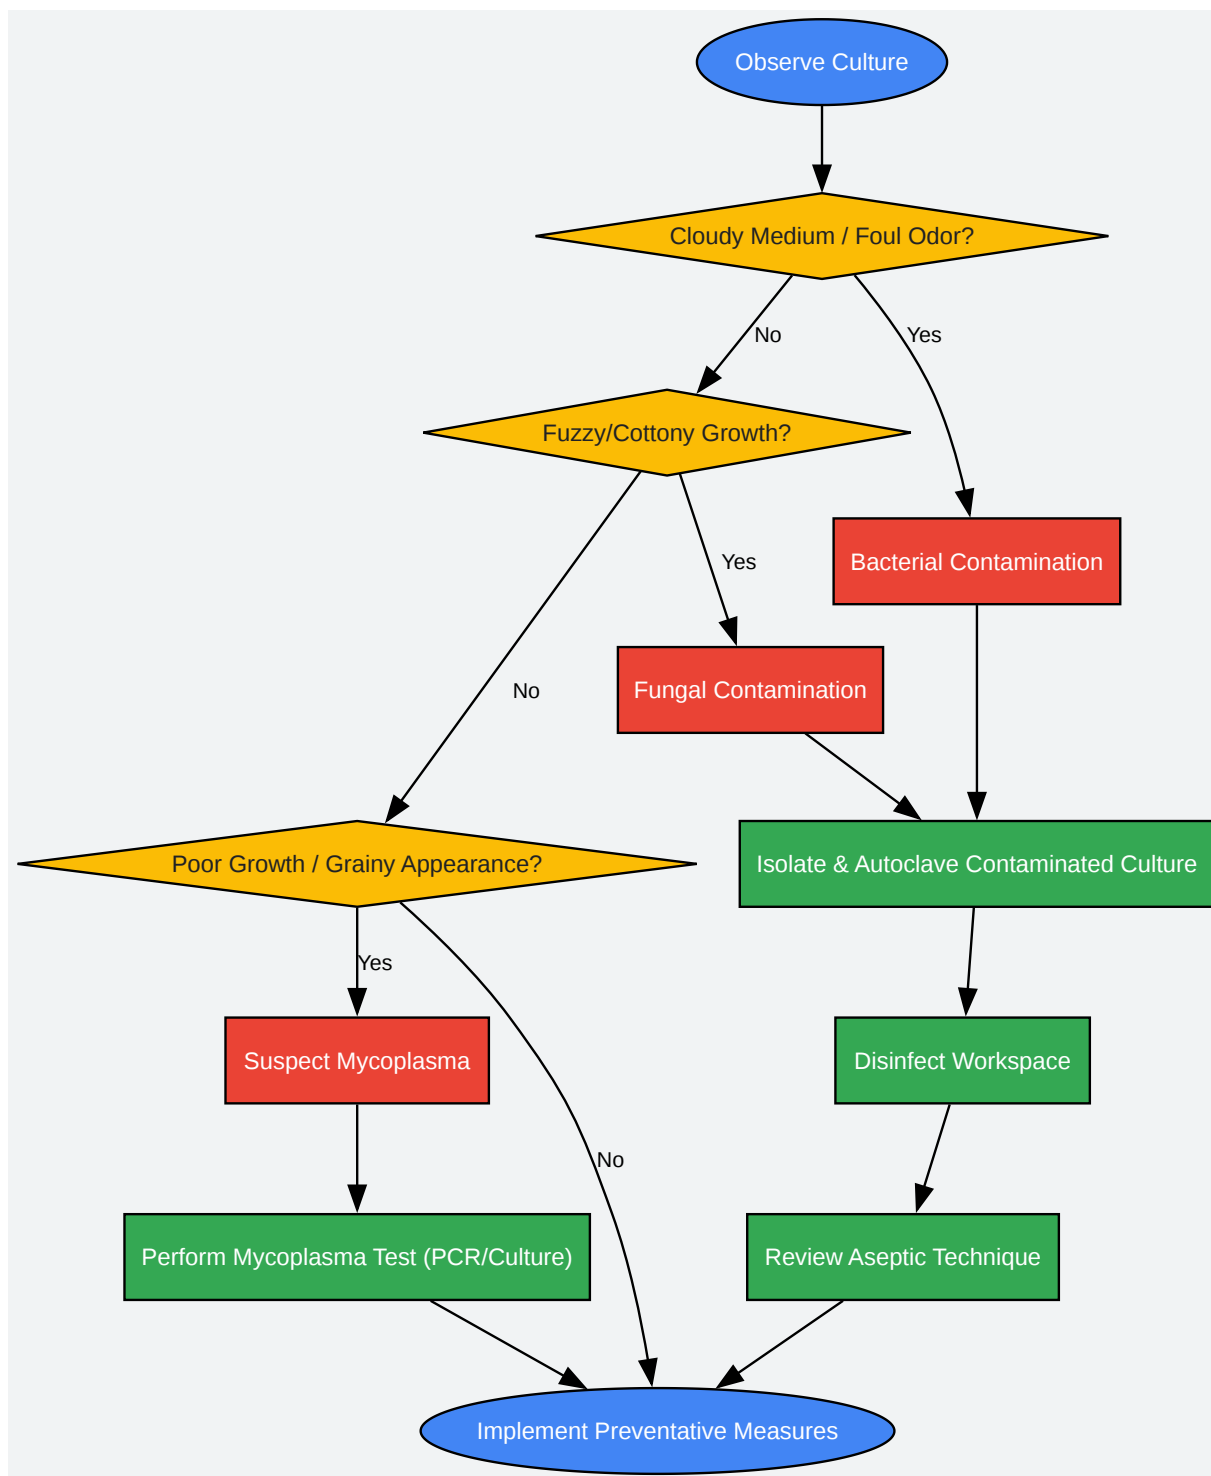 Observe Culture
Cloudy Medium / Foul Odor?
No
Yes
Fuzzy/Cottony Growth?
Yes
Bacterial Contamination
No
Fungal Contamination
Poor Growth / Grainy Appearance?
Isolate & Autoclave Contaminated Culture
Yes
Suspect Mycoplasma
Disinfect Workspace
No
Perform Mycoplasma Test (PCR/Culture)
Review Aseptic Technique
Implement Preventative Measures